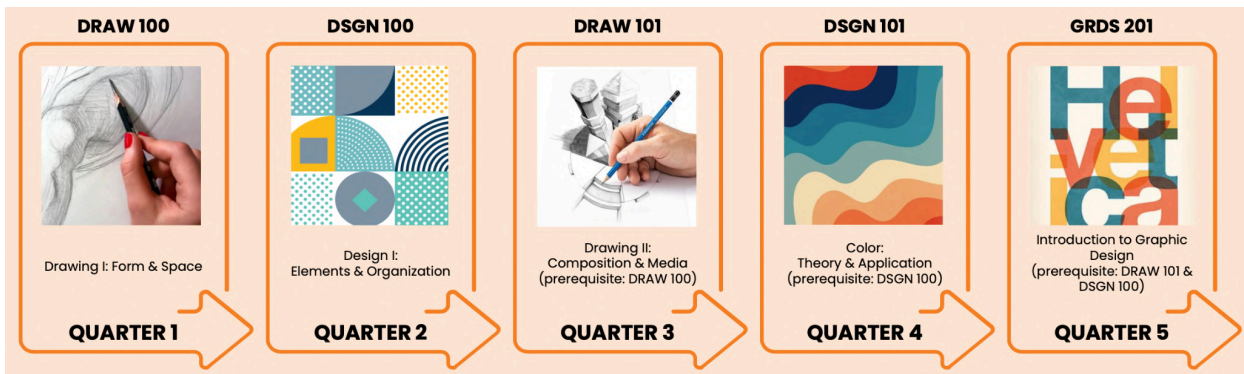 DRAW 100
Drawing I: Form & Space
QUARTER 1
DSGN 100
Design I:
Elements & Organization
QUARTER 2
DRAW 101
Drawing II:
Composition & Media
(prerequisite: DRAW 100)
QUARTER 3
DSGN 101
Color:
Theory & Application
(prerequisite: DSGN 100)
QUARTER 4
GRDS 201
Hel
vet
ica
Introduction to Graphic
Design
(prerequisite: DRAW 101 &
DSGN 100)
QUARTER 5